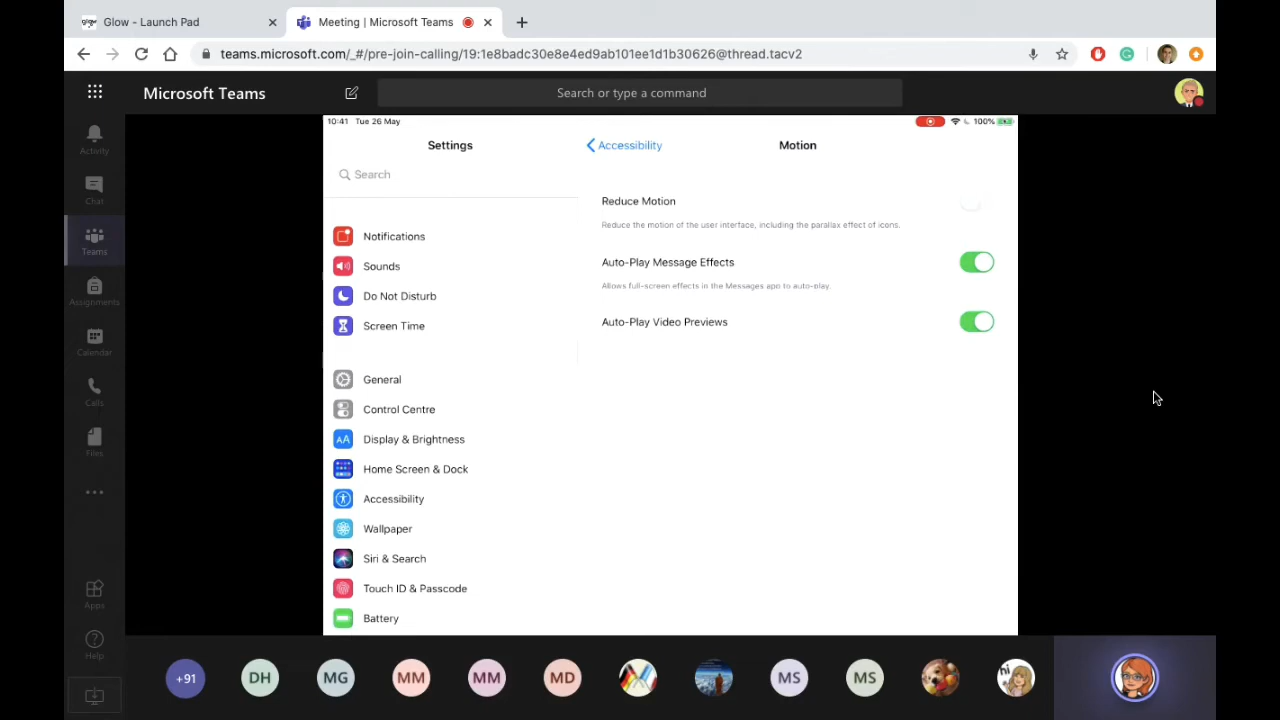 Glow - Launch Pad
Meeting | Microsoft Teams
teams.microsoft.com/_#/pre-join-calling/19:1e8badc30e8e4ed9ab101ee1d1b30626@thread.tacv2
Microsoft Teams
Search or type a command
Activity
Chat
Teams
Assignments
Calendar
Calls
Files
Apps
Help
10:41 Tue 26 May
100%
Settings
Search
Notifications
Sounds
Do Not Disturb
Screen Time
General
Control Centre
Display & Brightness
AA
Home Screen & Dock
Accessibility
Wallpaper
Siri & Search
Touch ID & Passcode
Battery
Accessibility
Motion
Reduce Motion
Reduce the motion of the user interface, including the parallax effect of icons.
Auto-Play Message Effects
Allows full-screen effects in the Messages app to auto-play.
Auto-Play Video Previews
+91
DH
MG
MM
MM
MD
MS
MS
hi